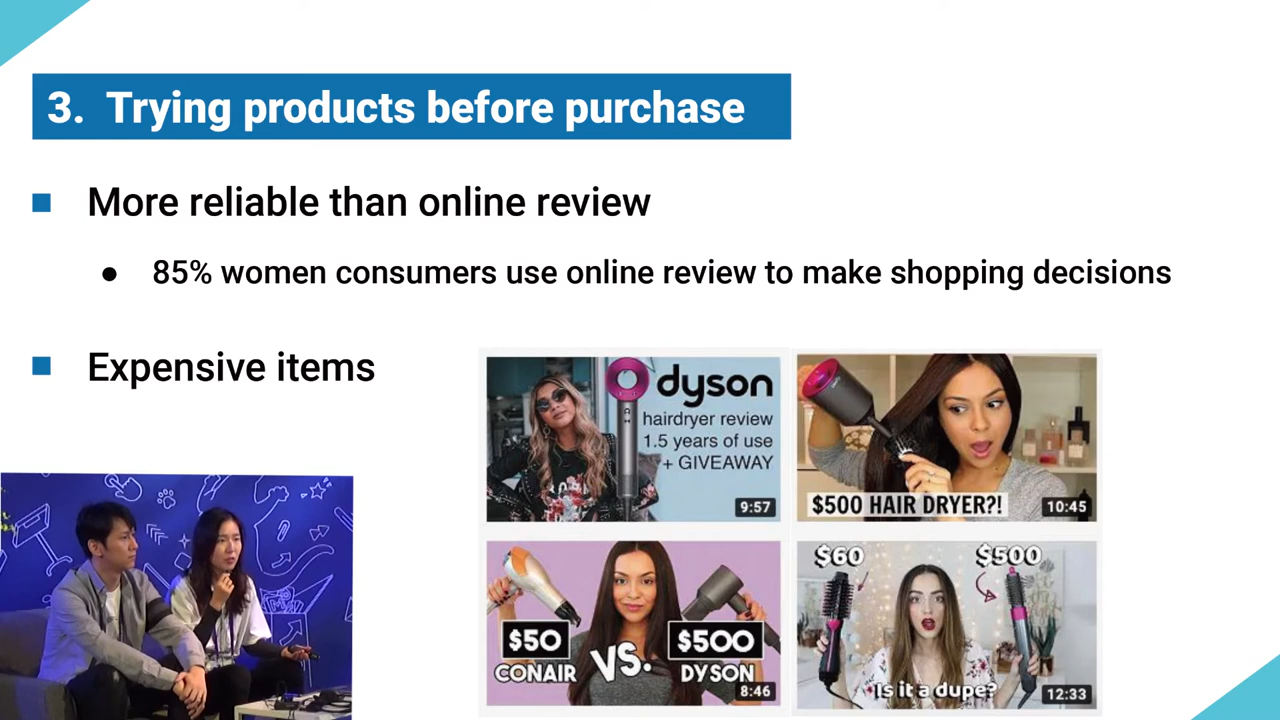 3. Trying products before purchase
More reliable than online review
85% women consumers use online review to make shopping decisions
Expensive items
dyson
hairdryer review
1.5 years of use
+ GIVEAWAY
9:57
$500 HAIR DRYER?!
10:45
$50
CONAIR
VS.
$500
DYSON
8:46
$60
$500
Is it a dupe?
12:33